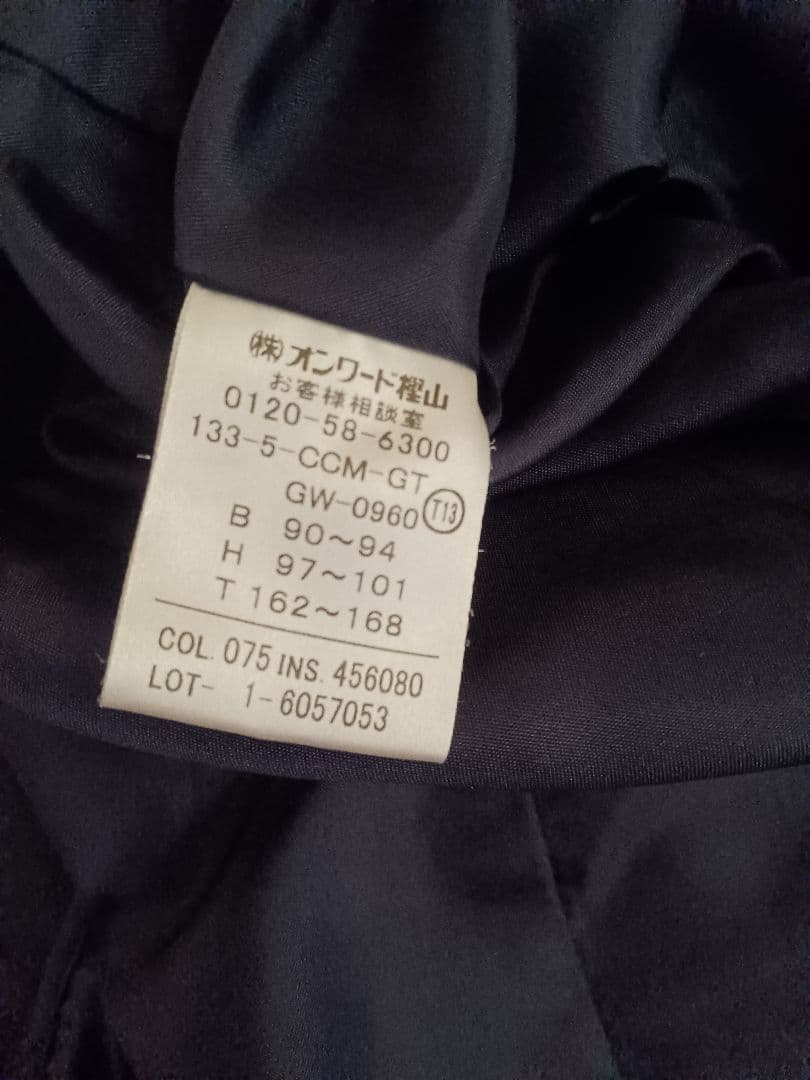 ㈱オンワード樫山
お客様相談室
0120-58-6300
133-5-CCM-GT
GW-0960 T13
B 90～94
H 97～101
T 162～168
COL. 075 INS. 456080
LOT- 1-6057053